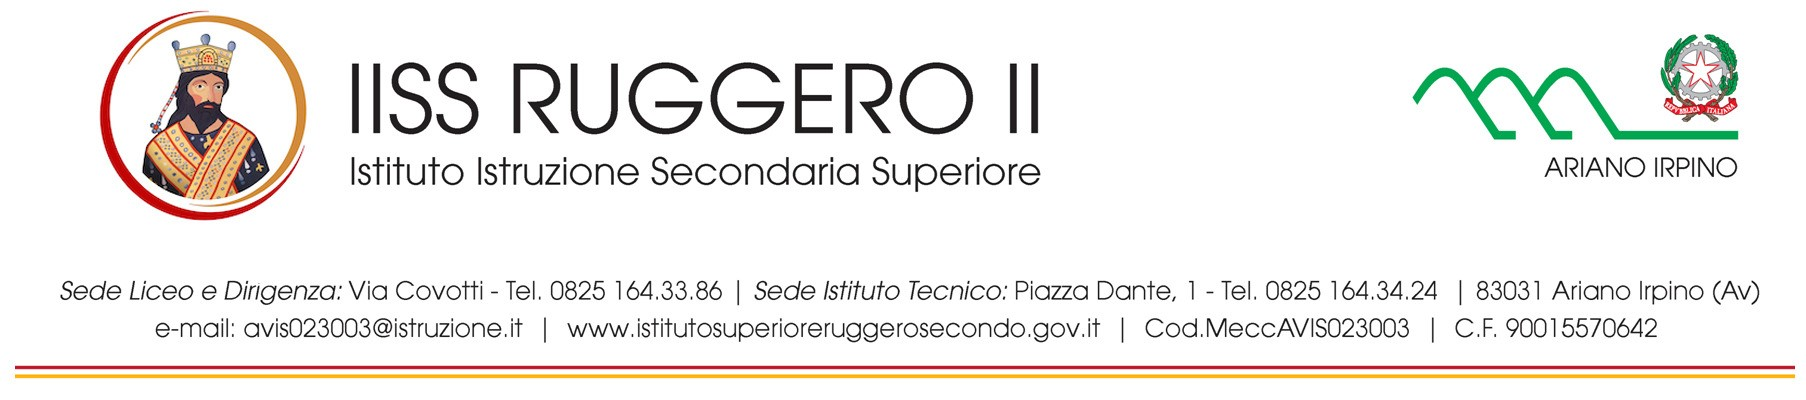 IISS RUGGERO II
Istituto Istruzione Secondaria Superiore
REPVBBLICA ITALIANA
ARIANO IRPINO
Sede Liceo e Dirigenza: Via Covotti - Tel. 0825 164.33.86 | Sede Istituto Tecnico: Piazza Dante, 1 - Tel. 0825 164.34.24 | 83031 Ariano Irpino (Av)
e-mail: avis023003@istruzione.it | www.istitutosuperioreruggerosecondo.gov.it | Cod.MeccAVIS023003 | C.F. 90015570642